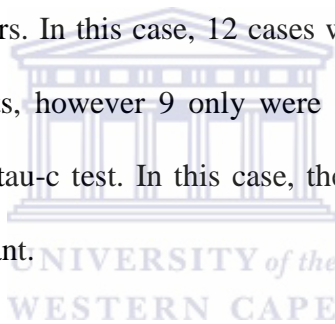 rs. In this case, 12 cases v
s, however 9 only were
tau-c test. In this case, the
nt.
UNIVERSITY of the
WESTERN CAPE